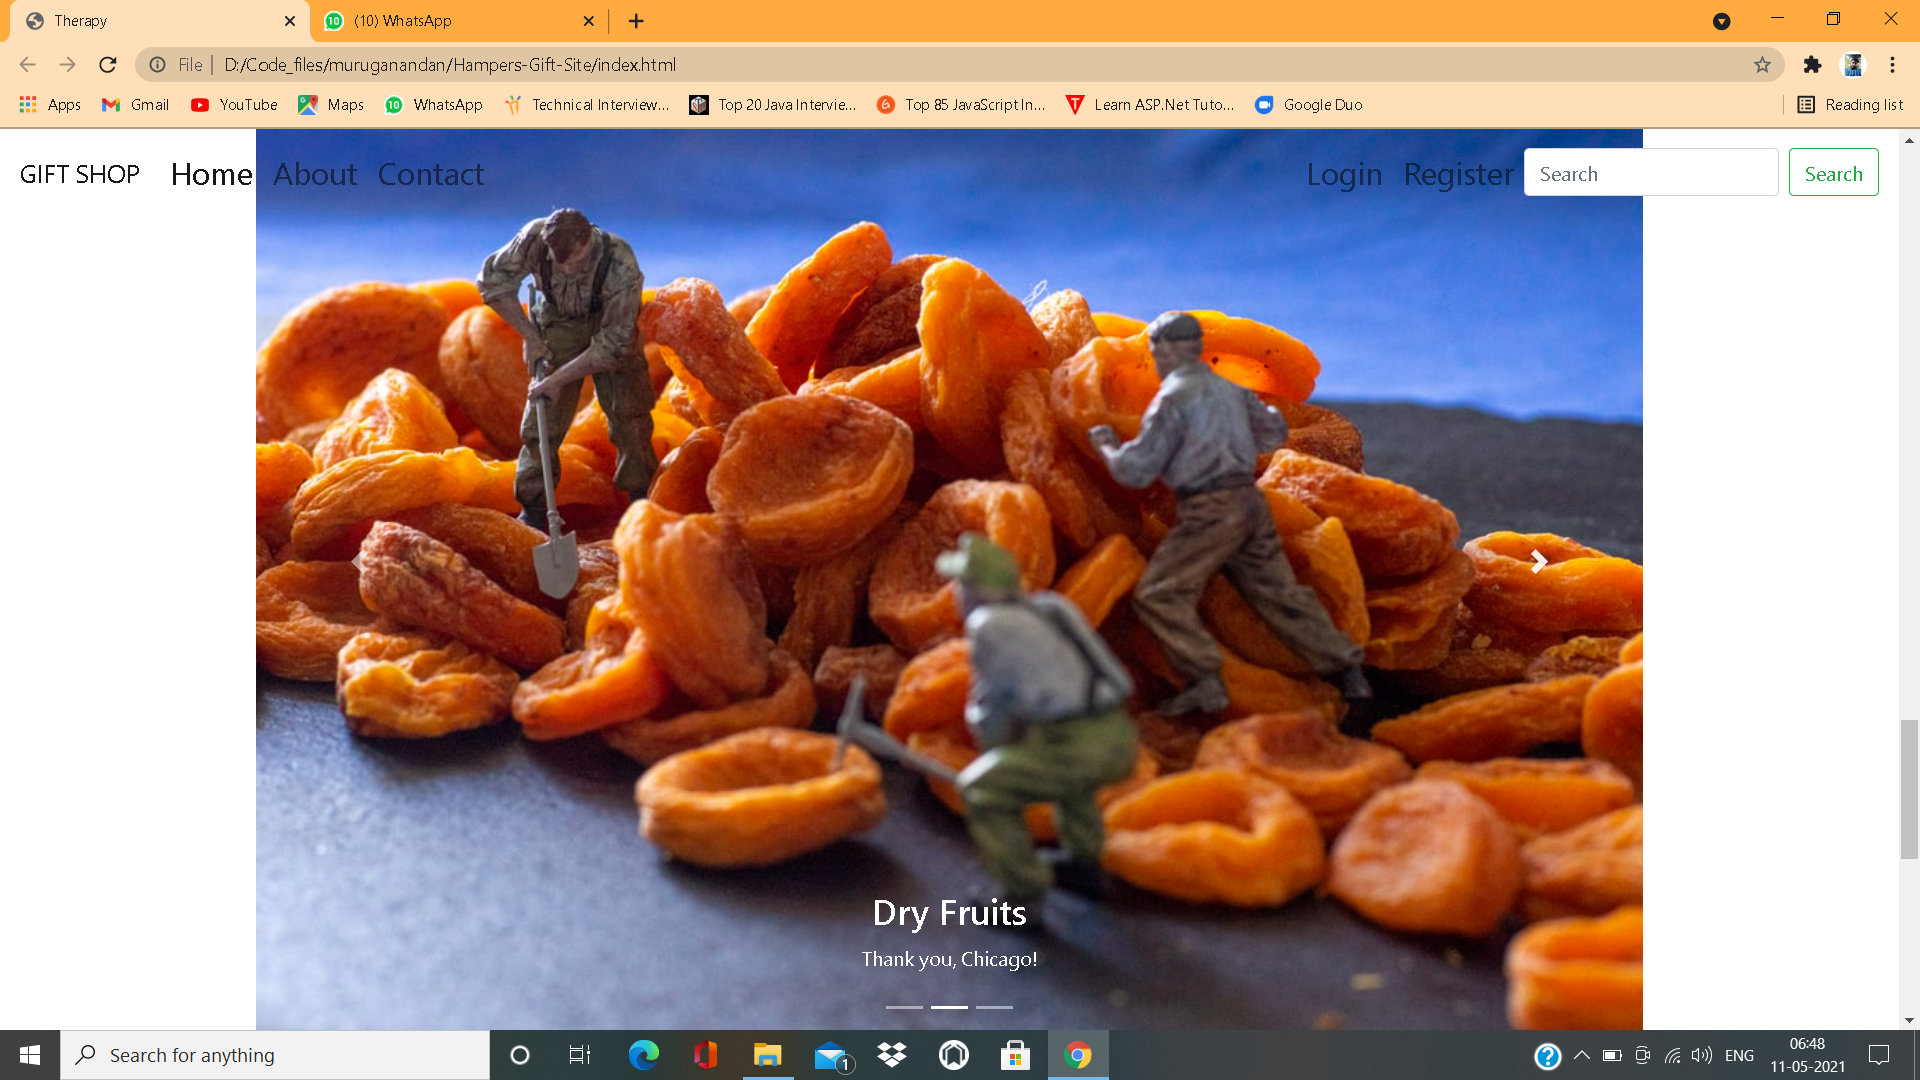 Therapy
(10) WhatsApp
File | D:/Code_files/muruganandan/Hampers-Gift-Site/index.html
Apps Gmail YouTube Maps 10 WhatsApp Technical Interview... Top 20 Java Intervie... Top 85 JavaScript In... Learn ASP.Net Tuto... Google Duo Reading list
GIFT SHOP Home About Contact Login Register Search Search
Dry Fruits
Thank you, Chicago!
Search for anything 1 ENG 06:48
11-05-2021